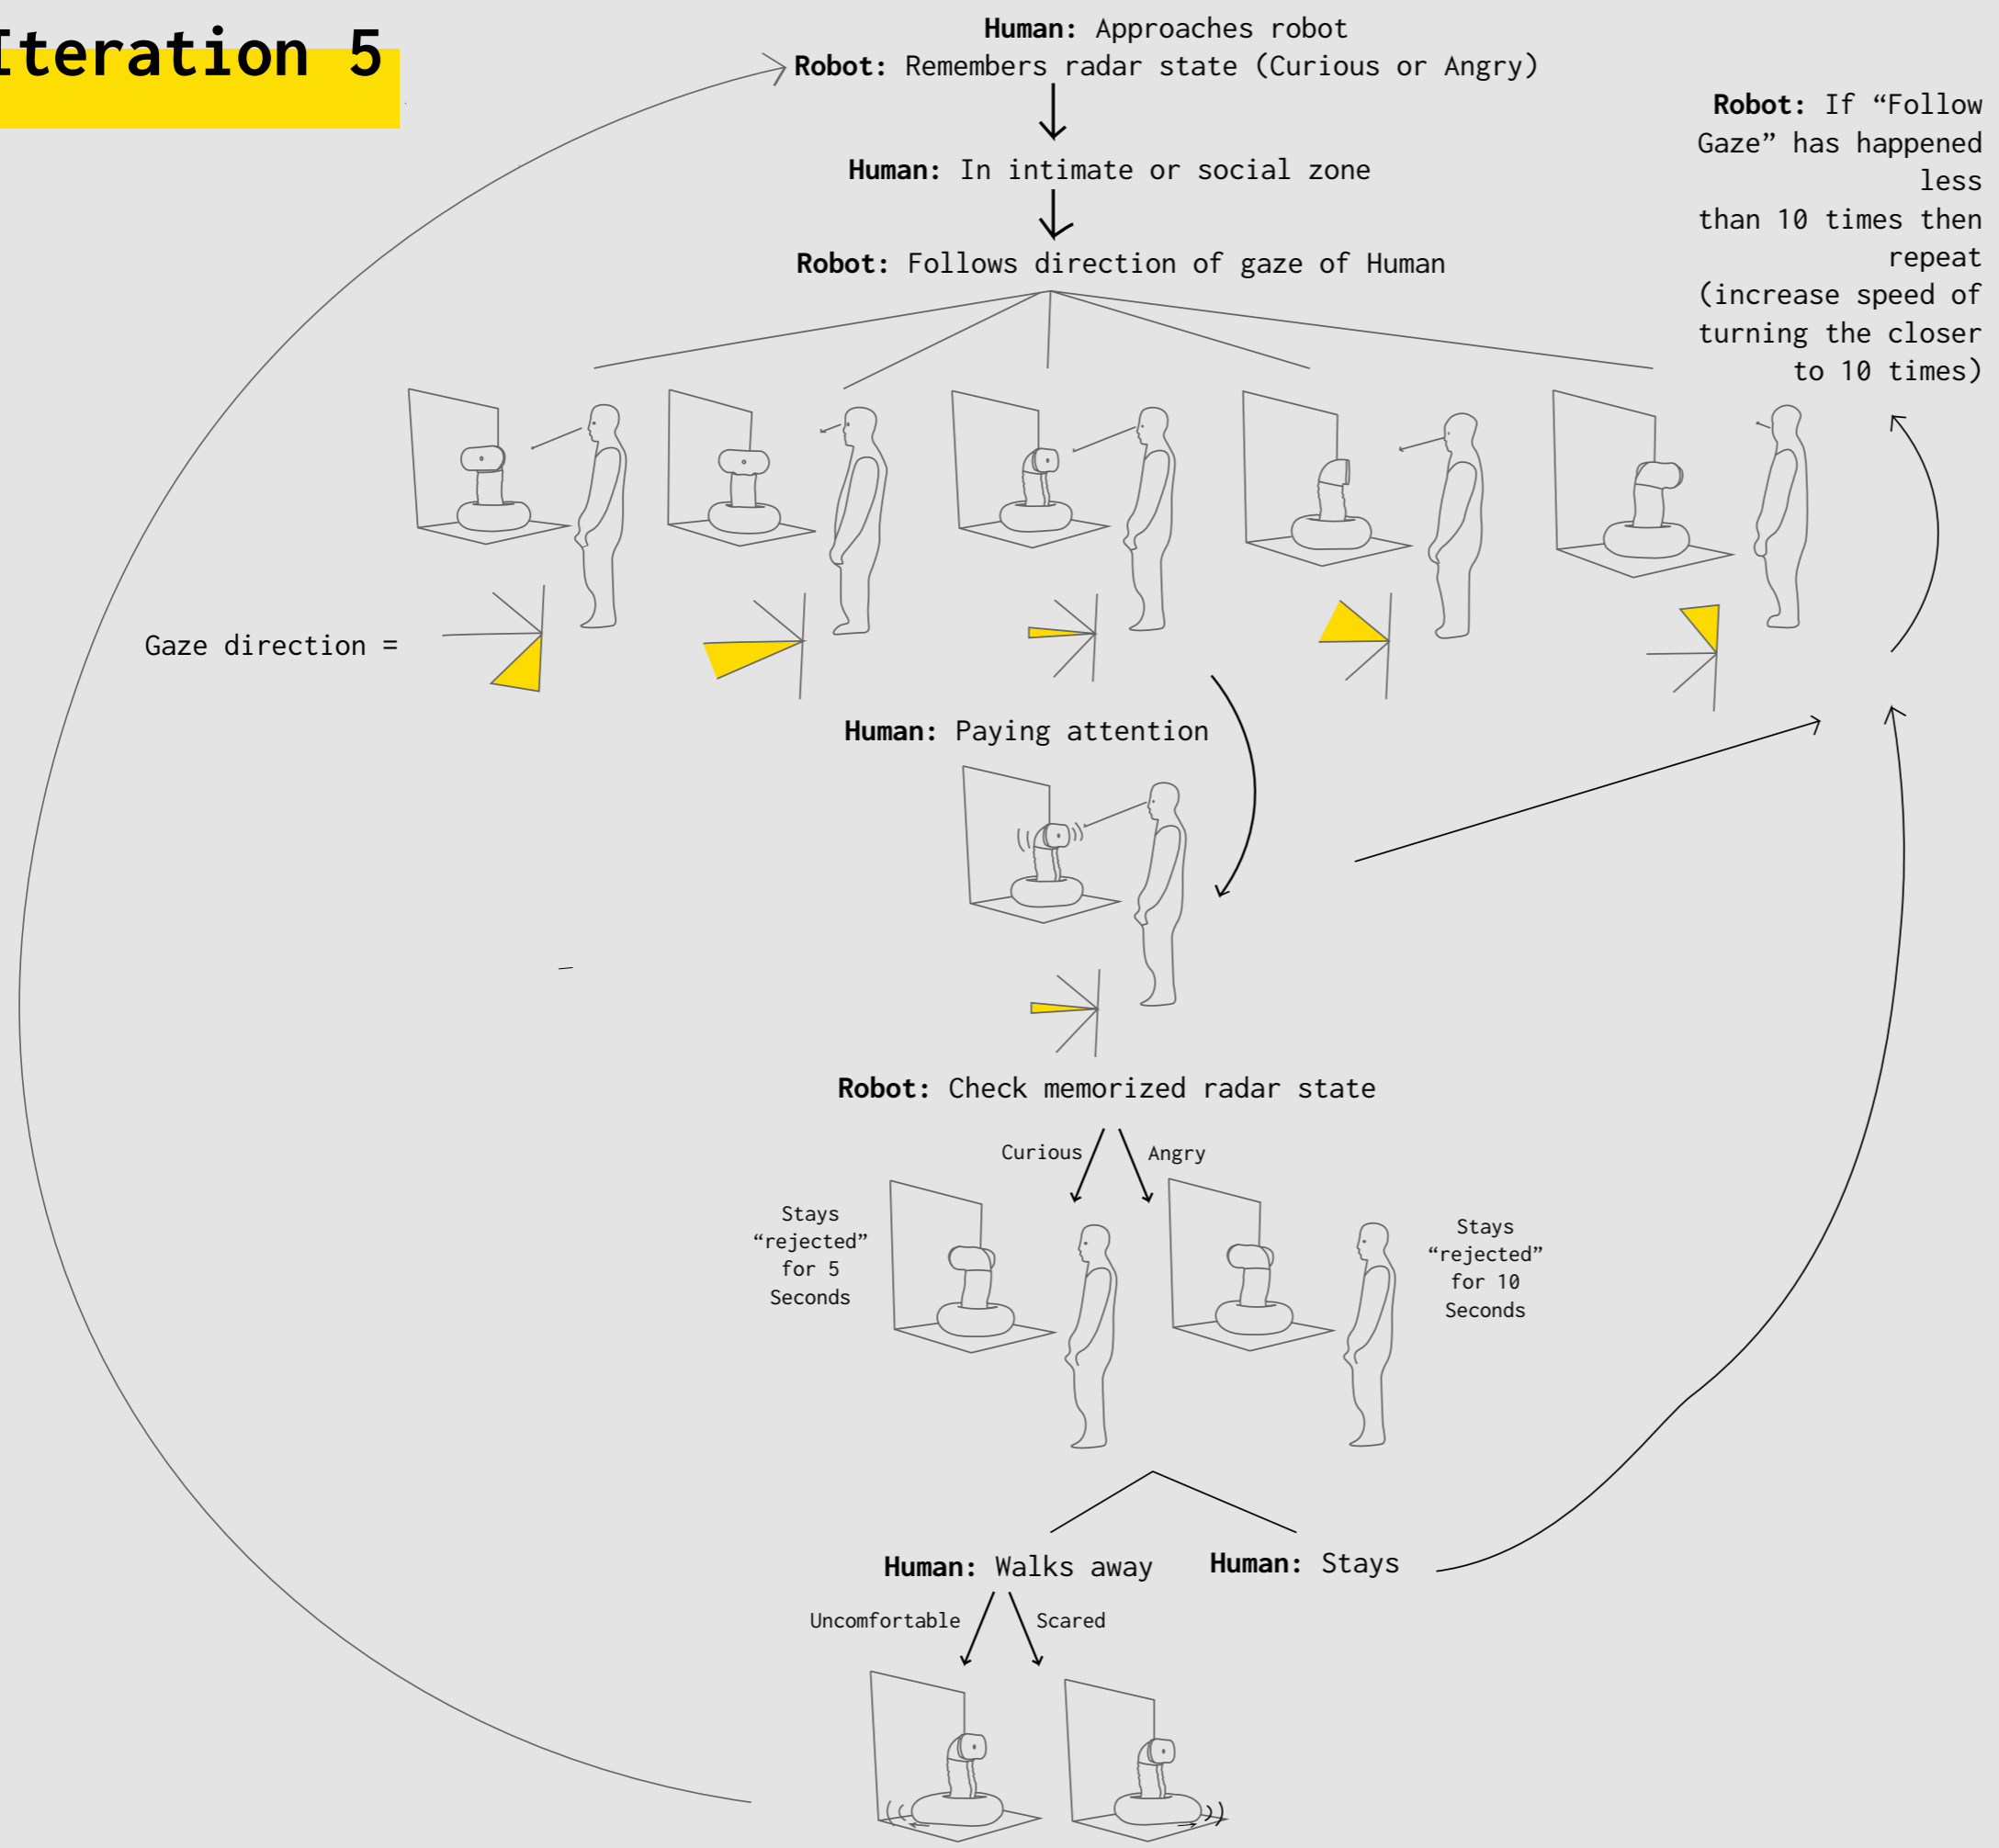 Iteration 5
Human: Approaches robot
Robot: Remembers radar state (Curious or Angry)
Human: In intimate or social zone
Robot: Follows direction of gaze of Human
Robot: If “Follow
Gaze” has happened
less
than 10 times then
repeat
(increase speed of
turning the closer
to 10 times)
Gaze direction =
Human: Paying attention
Robot: Check memorized radar state
Curious
Angry
Stays
“rejected”
for 5
Seconds
Stays
“rejected”
for 10
Seconds
Human: Walks away
Human: Stays
Uncomfortable
Scared